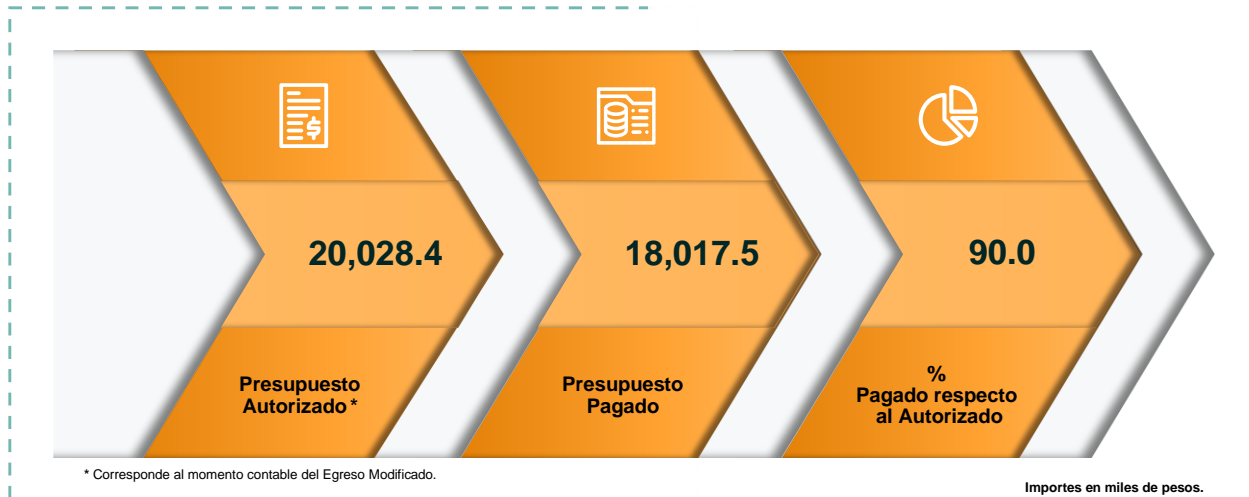 20,028.4
18,017.5
90.0
Presupuesto
Autorizado *
Presupuesto
Pagado
%
Pagado respecto
al Autorizado
* Corresponde al momento contable del Egreso Modificado.
Importes en miles de pesos.